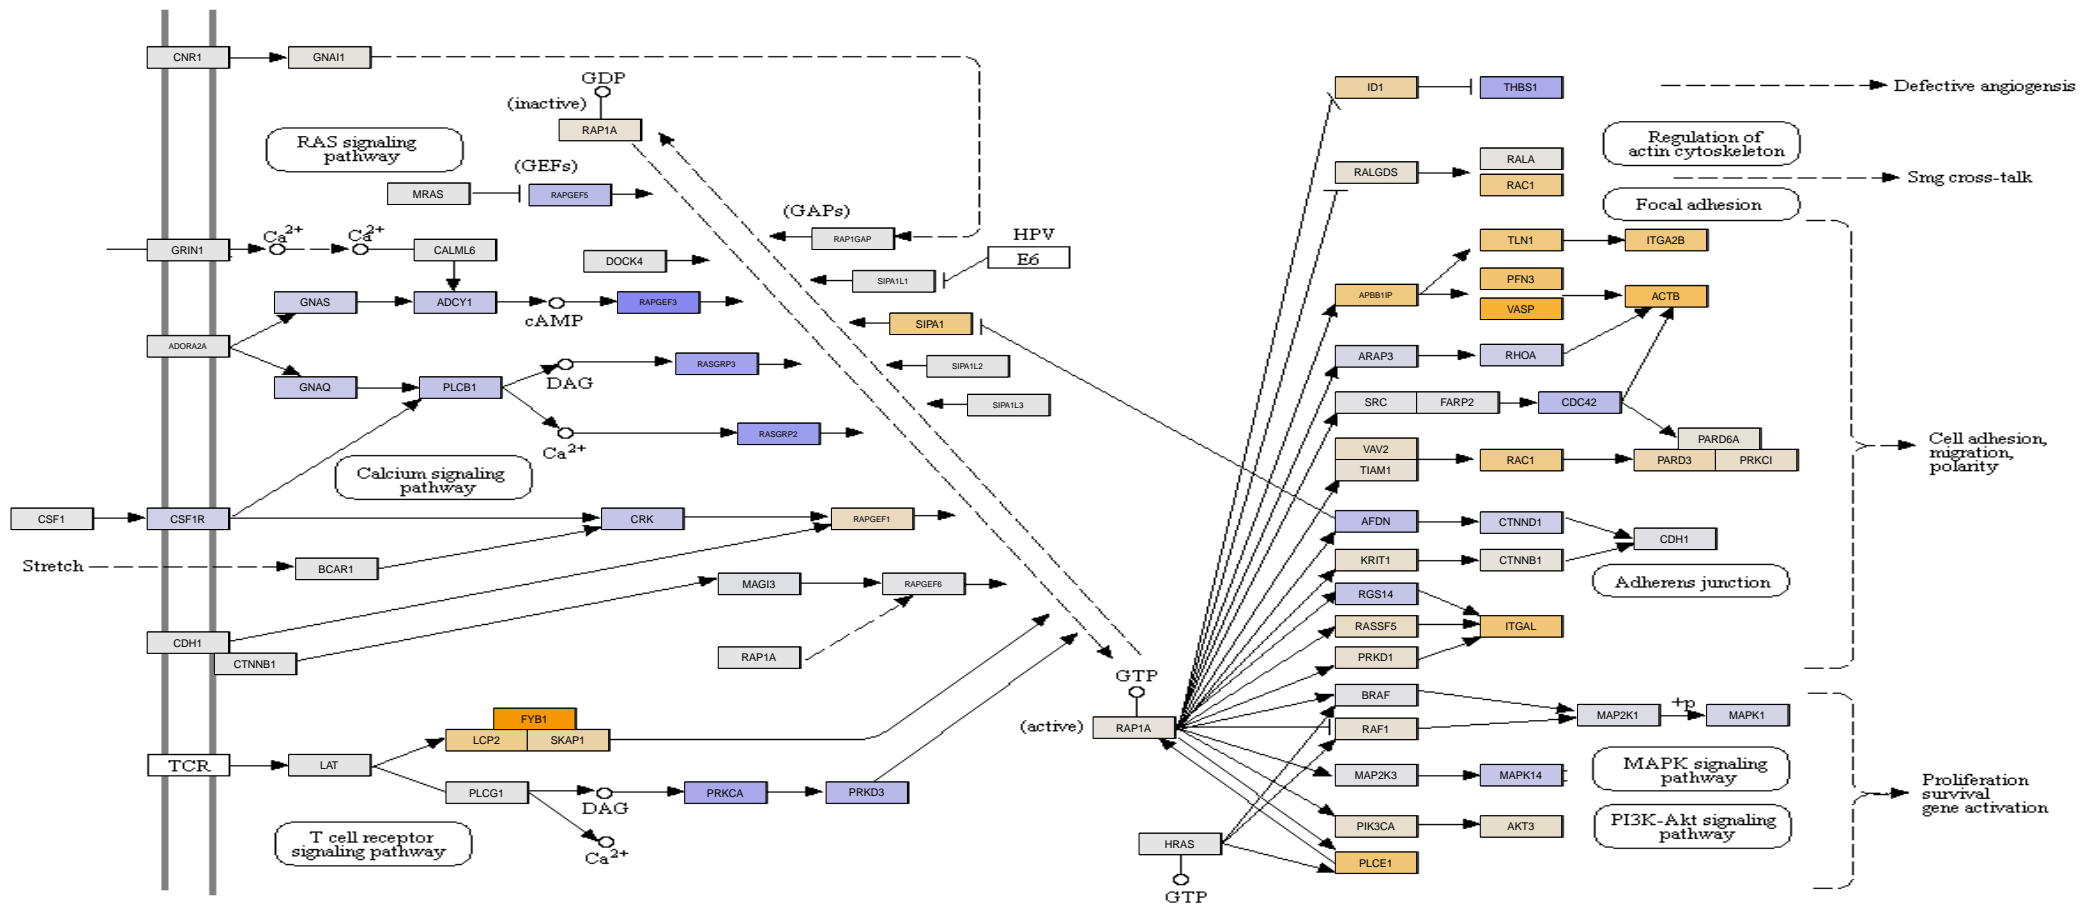 CNR1
GNAI1
GDP
(inactive)
RAP1A
RAS signaling
pathway
(GEFs)
MRAS
RAPGEF5
(GAPs)
RAP1GAP
HPV
E6
GRIN1
Ca2+
Ca2+
CALML6
DOCK4
SIPA1L1
GNAS
ADCY1
cAMP
RAPGEF3
SIPA1
ADORA2A
GNAQ
PLCB1
DAG
RASGRP3
SIPA1L2
SIPA1L3
Ca2+
RASGRP2
Calcium signaling
pathway
CSF1
CSF1R
CRK
RAPGEF1
Stretch
BCAR1
MAGI3
RAPGEF6
CDH1
CTNNB1
RAP1A
FYB1
LCP2
SKAP1
TCR
LAT
PLCG1
DAG
PRKCA
PRKD3
Ca2+
T cell receptor
signaling pathway
GTP
(active)
RAP1A
HRAS
GTP
ID1
THBS1
Defective angiogensis
Regulation of
actin cytoskeleton
RALGDS
RALA
RAC1
Smg cross-talk
Focal adhesion
TLN1
ITGA2B
APBB1IP
PFN3
VASP
ACTB
ARAP3
RHOA
SRC
FARP2
CDC42
PARD6A
PARD3
PRKCI
VAV2
TIAM1
RAC1
Cell adhesion,
migration,
polarity
AFDN
CTNND1
CDH1
KRIT1
CTNNB1
Adherens junction
RGS14
RASSF5
ITGAL
PRKD1
BRAF
RAF1
MAP2K1
+p
MAPK1
MAP2K3
MAPK14
MAPK signaling
pathway
PI3K-Akt signaling
pathway
PIK3CA
AKT3
PLCE1
Proliferation
survival
gene activation